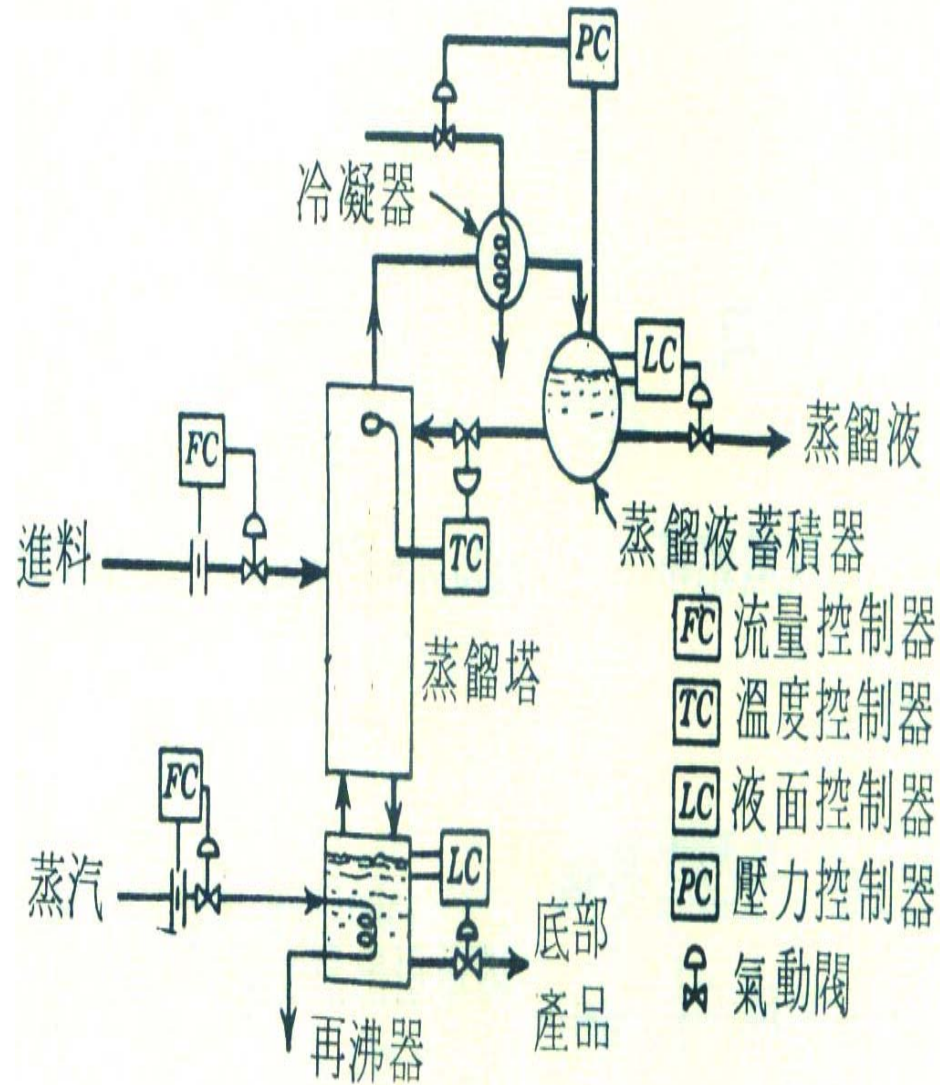 PC
冷凝器
LC
蒸餾液
FC
進料
TC
蒸餾液蓄積器
蒸餾塔
FC 流量控制器
TC 溫度控制器
LC 液面控制器
PC 壓力控制器
氣動閥
FC
蒸汽
LC
底部
產品
再沸器